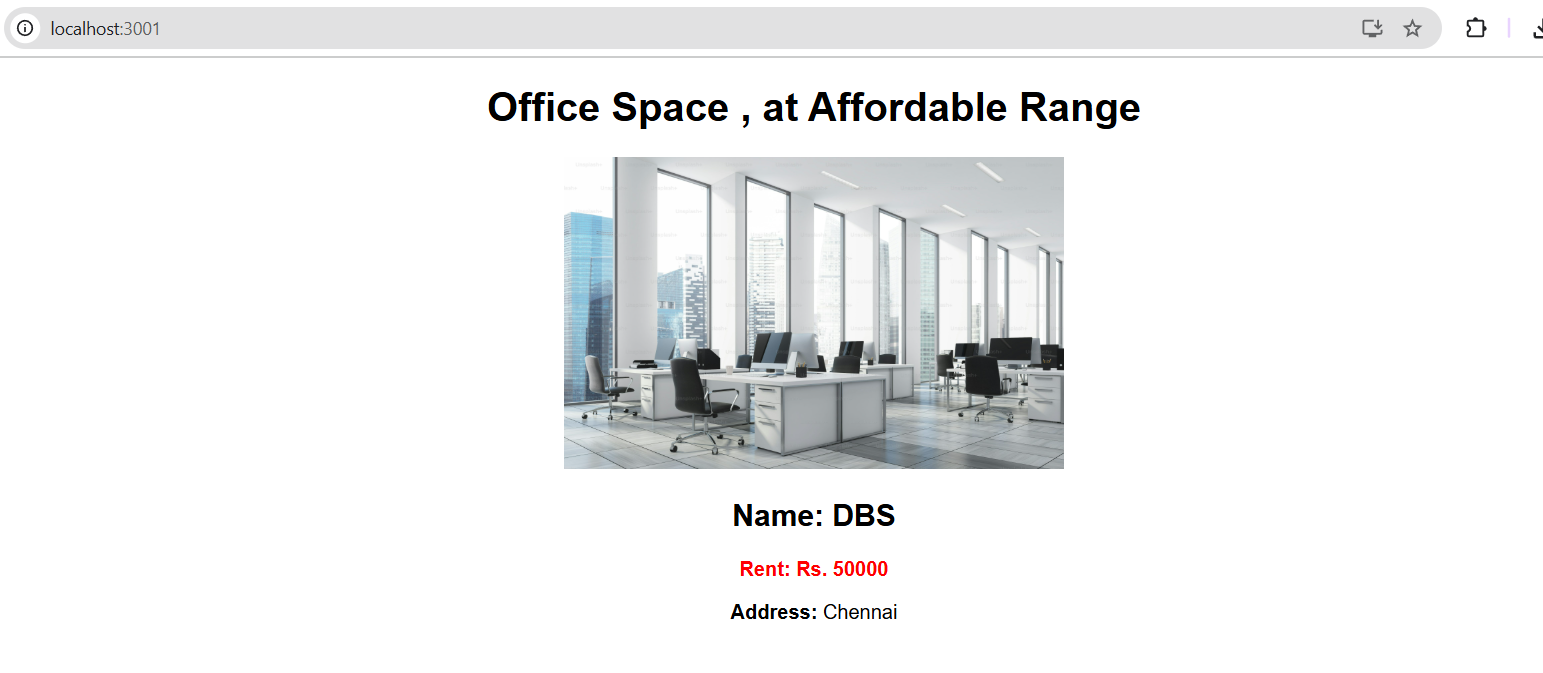 localhost:3001
Office Space , at Affordable Range
Name: DBS
Rent: Rs. 50000
Address: Chennai